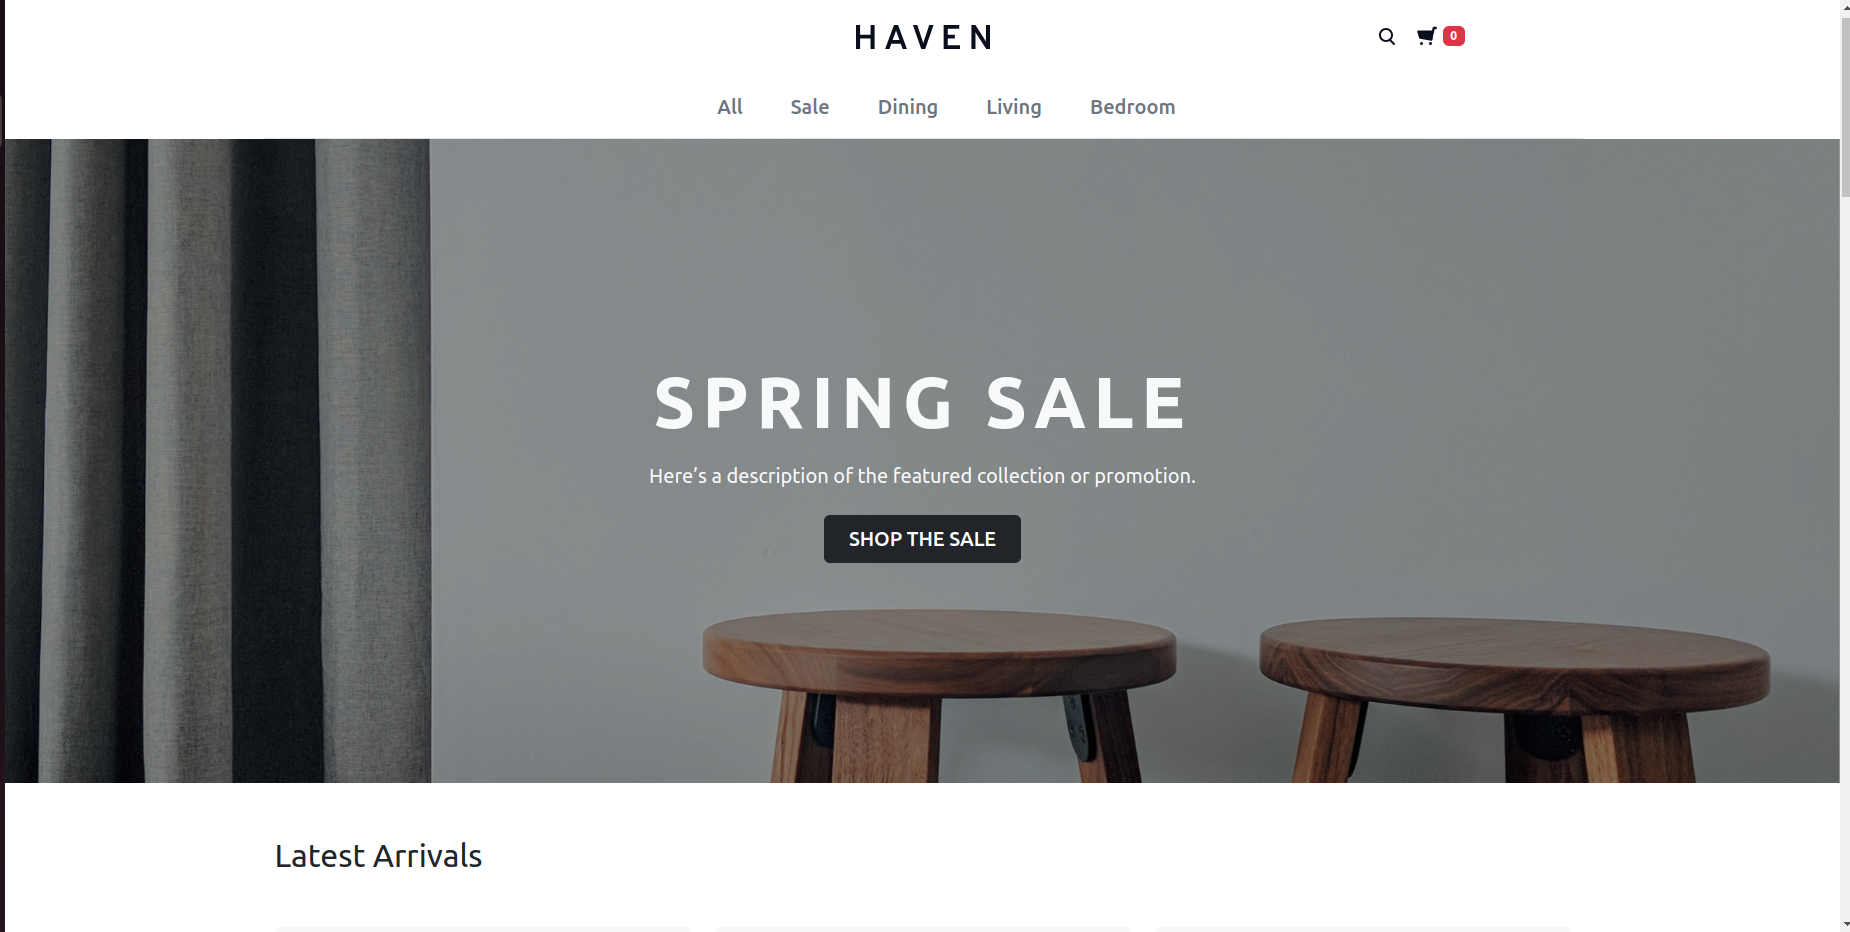 HAVEN
0
All Sale Dining Living Bedroom
SPRING SALE
Here’s a description of the featured collection or promotion.
SHOP THE SALE
Latest Arrivals